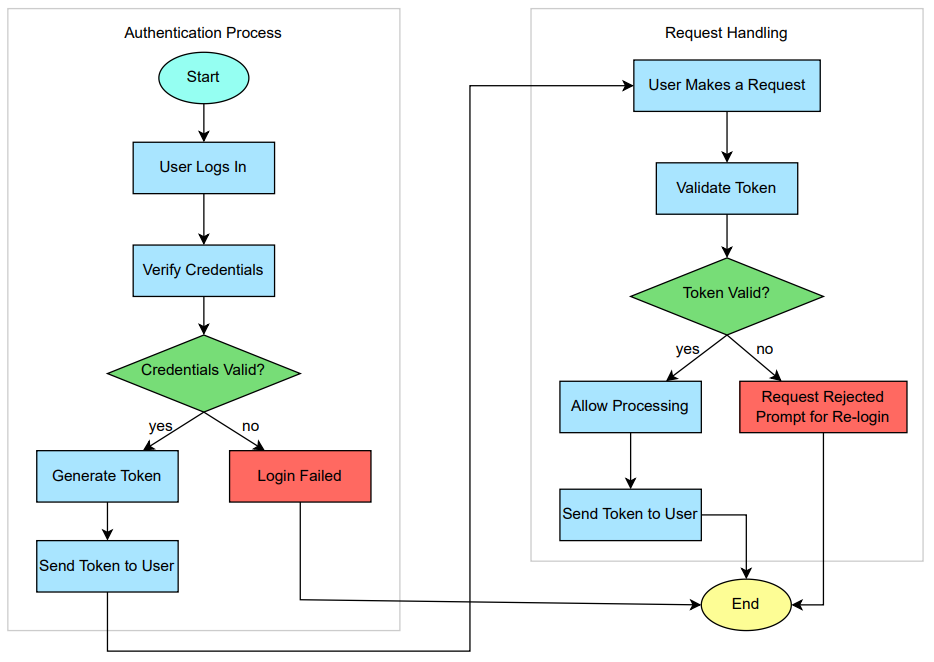 Authentication Process
Start
User Logs In
Verify Credentials
Credentials Valid?
yes
no
Generate Token
Login Failed
Send Token to User
Request Handling
User Makes a Request
Validate Token
Token Valid?
yes
no
Allow Processing
Request Rejected
Prompt for Re-login
Send Token to User
End